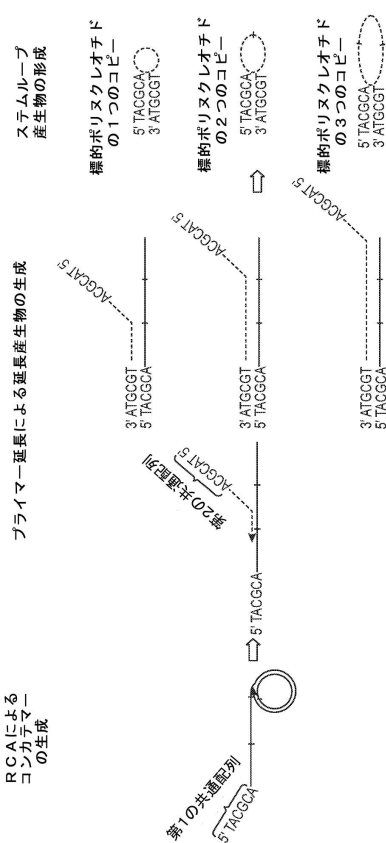 RCAによる
コンカテマー
の生成
第1の共通配列
5' TACGCA
プライマー延長による延長産生物の生成
5' TACGCA
第2の共通配列
ACGCAT 5'
3' ATGCGT
5' TACGCA
ACGCAT 5'
3' ATGCGT
5' TACGCA
ACGCAT 5'
3' ATGCGT
5' TACGCA
ACGCAT 5'
ステムループ
産生物の形成
標的ポリヌクレオチド
の1つのコピー
5' TACGCA
3' ATGCGT
標的ポリヌクレオチド
の2つのコピー
5' TACGCA
3' ATGCGT
標的ポリヌクレオチド
の3つのコピー
5' TACGCA
3' ATGCGT